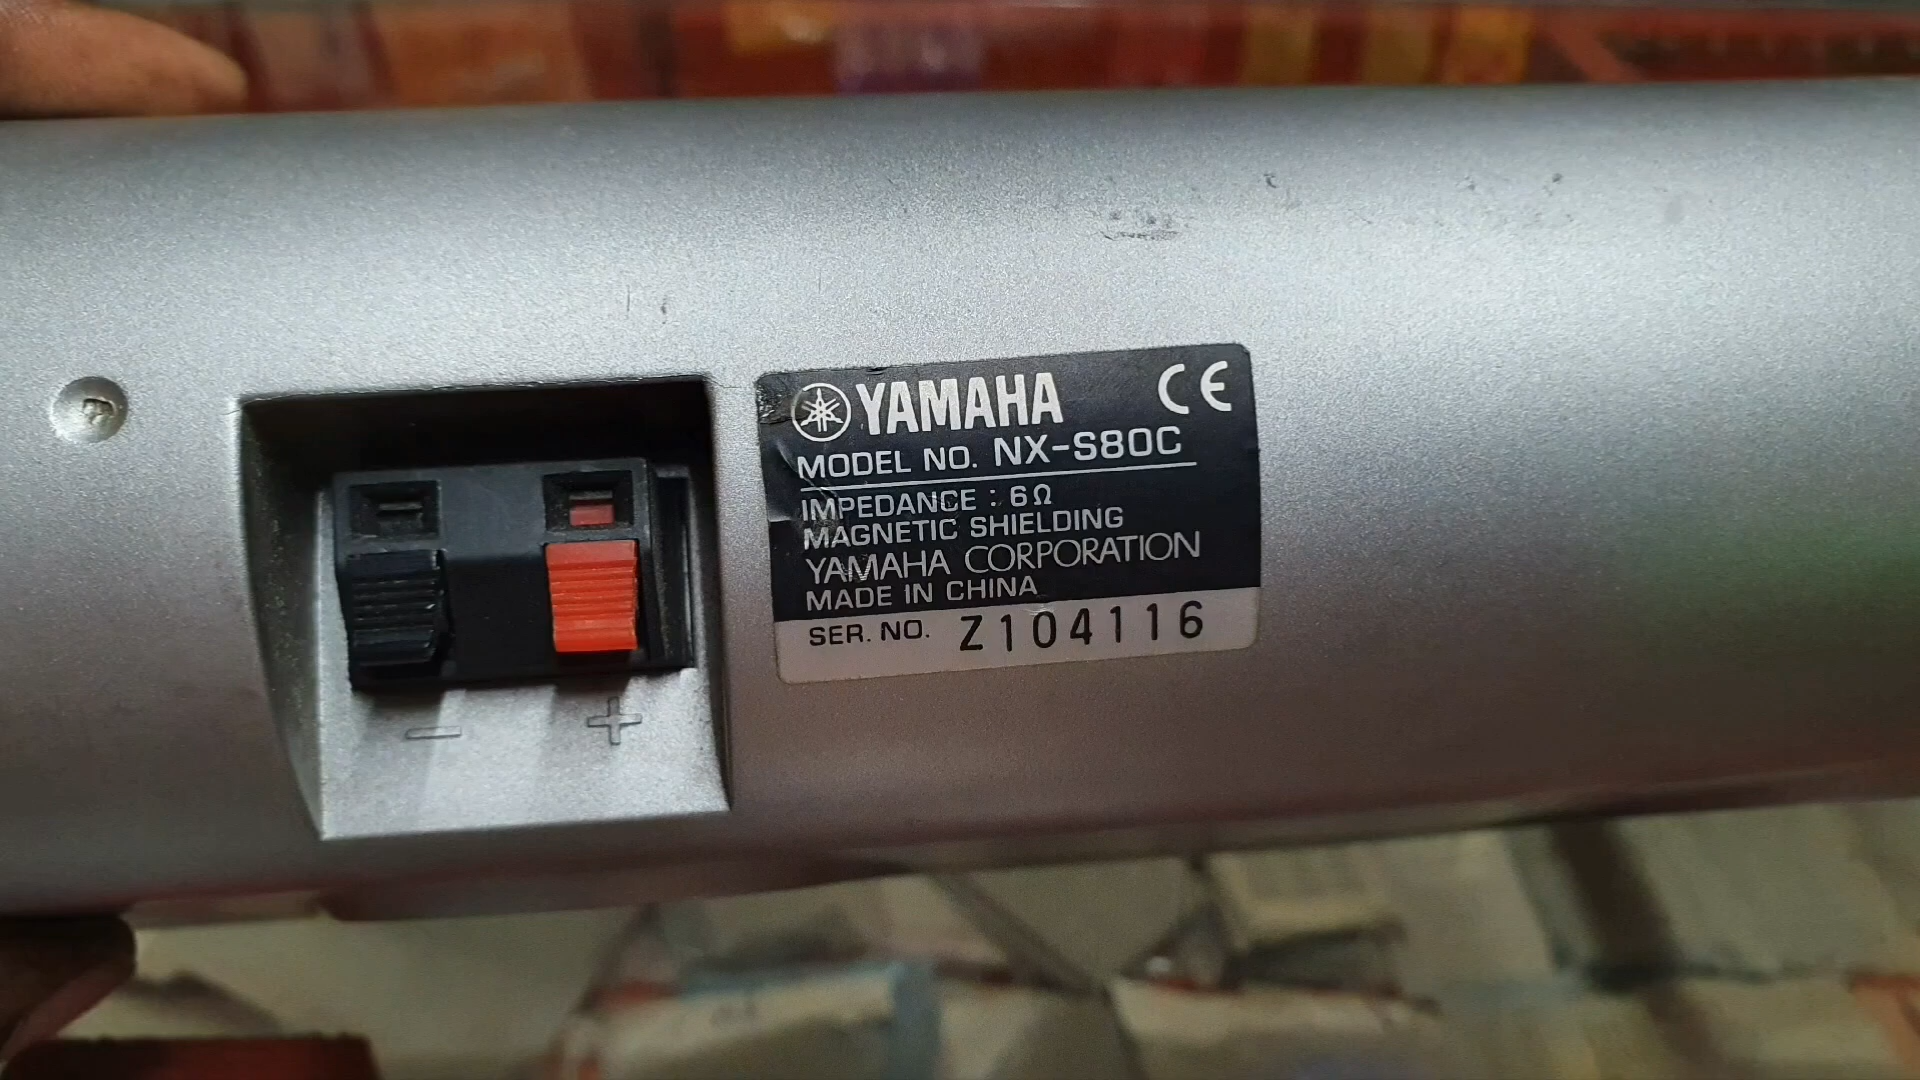 YAMAHA CE
MODEL NO. NX-S80C
IMPEDANCE : 6Ω
MAGNETIC SHIELDING
YAMAHA CORPORATION
MADE IN CHINA
SER. NO. Z104116
− +